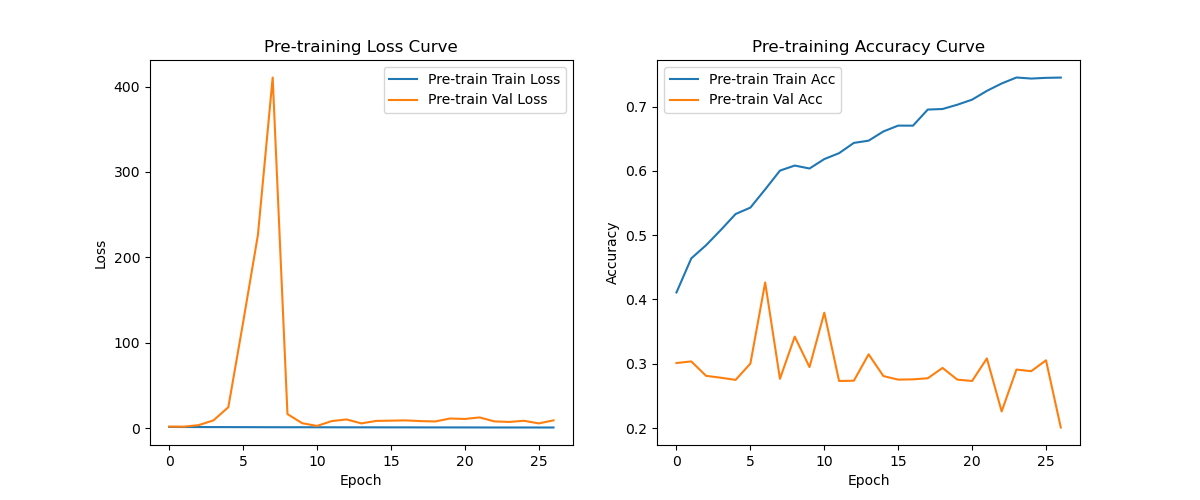 Pre-training Loss Curve
Pre-train Train Loss
Pre-train Val Loss
400
300
200
100
0
Loss
0 5 10 15 20 25
Epoch
Pre-training Accuracy Curve
Pre-train Train Acc
Pre-train Val Acc
0.7
0.6
0.5
0.4
0.3
0.2
Accuracy
0 5 10 15 20 25
Epoch